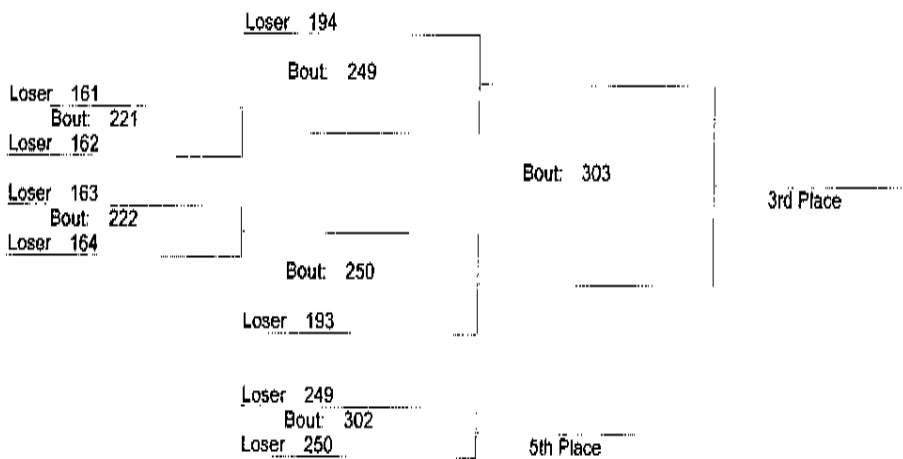 Loser 194
Bout: 249
Loser 161
Bout: 221
Loser 162
Bout: 303
Loser 163
Bout: 222
Loser 164
3rd Place
Bout: 250
Loser 193
Loser 249
Bout: 302
Loser 250
5th Place